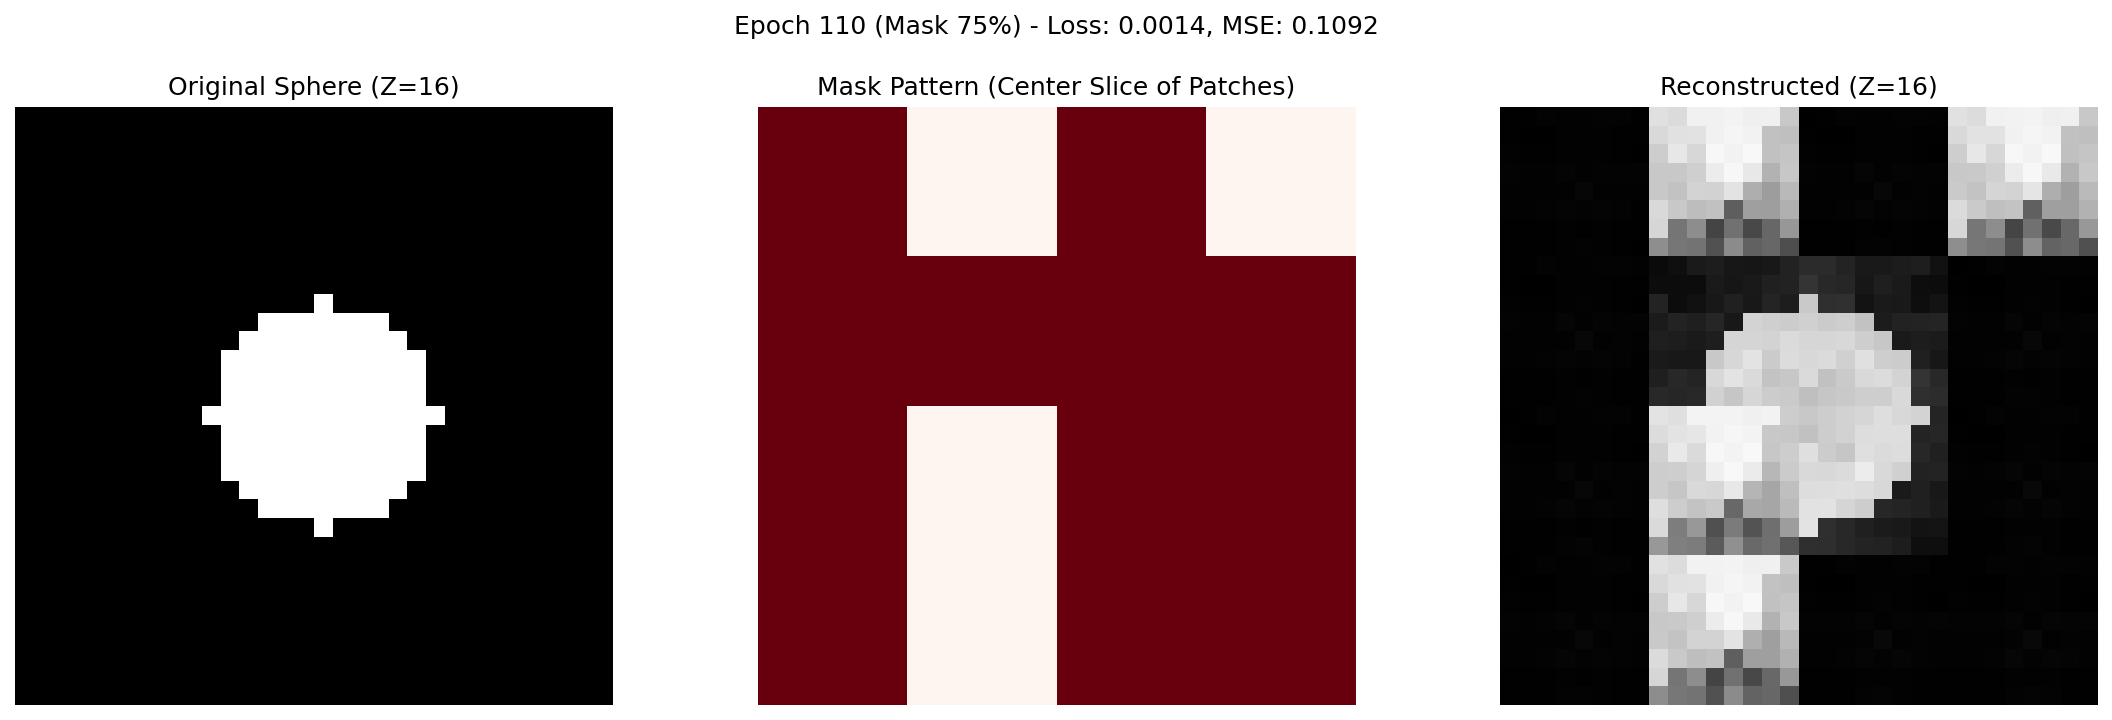 Epoch 110 (Mask 75%) - Loss: 0.0014, MSE: 0.1092
Original Sphere (Z=16)
Mask Pattern (Center Slice of Patches)
Reconstructed (Z=16)